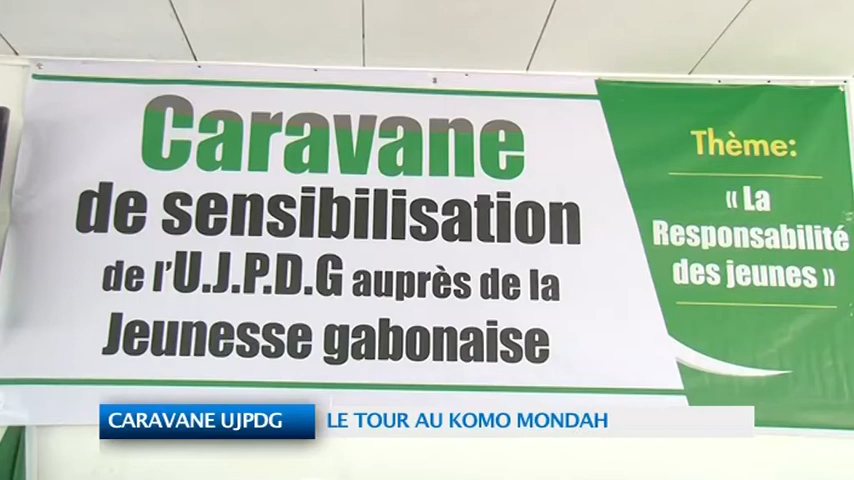 Caravane
de sensibilisation
de l'U.J.P.D.G auprès de la
Jeunesse gabonaise
Thème:
« La
Responsabilité
des jeunes »
CARAVANE UJPDG LE TOUR AU KOMO MONDAH